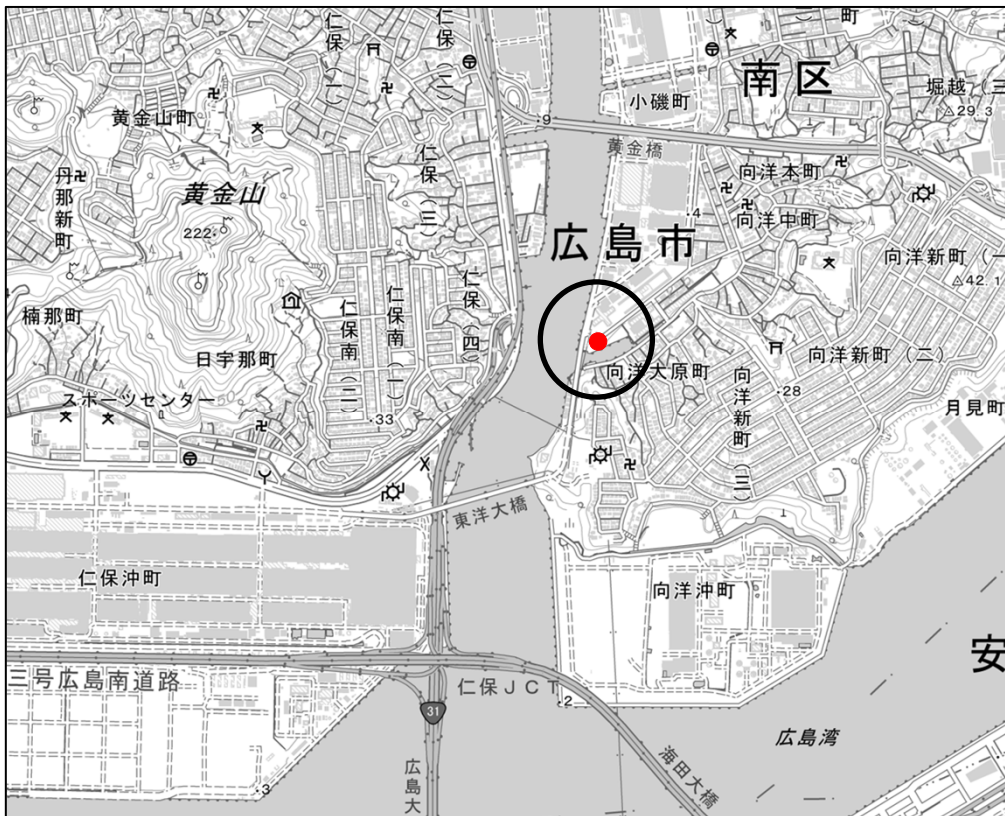 仁保(一)
仁保(二)
町
南区
堀越(三
29.3
黄金山町
小磯町
9
黄金橋
丹那新町
黄金山
仁保(三)
向洋本町
4
向洋中町
222
広島市
向洋新町(一
42.1
楠那町
日宇那町
仁保南(二)
仁保南(一)
仁保(四)
向洋大原町
向洋新町(二)
28
向洋新町(三)
月見町
スポーツセンター
33
東洋大橋
仁保沖町
向洋沖町
安
三号広島南道路
仁保JCT
2
31
広島湾
海田大橋
広島大
3